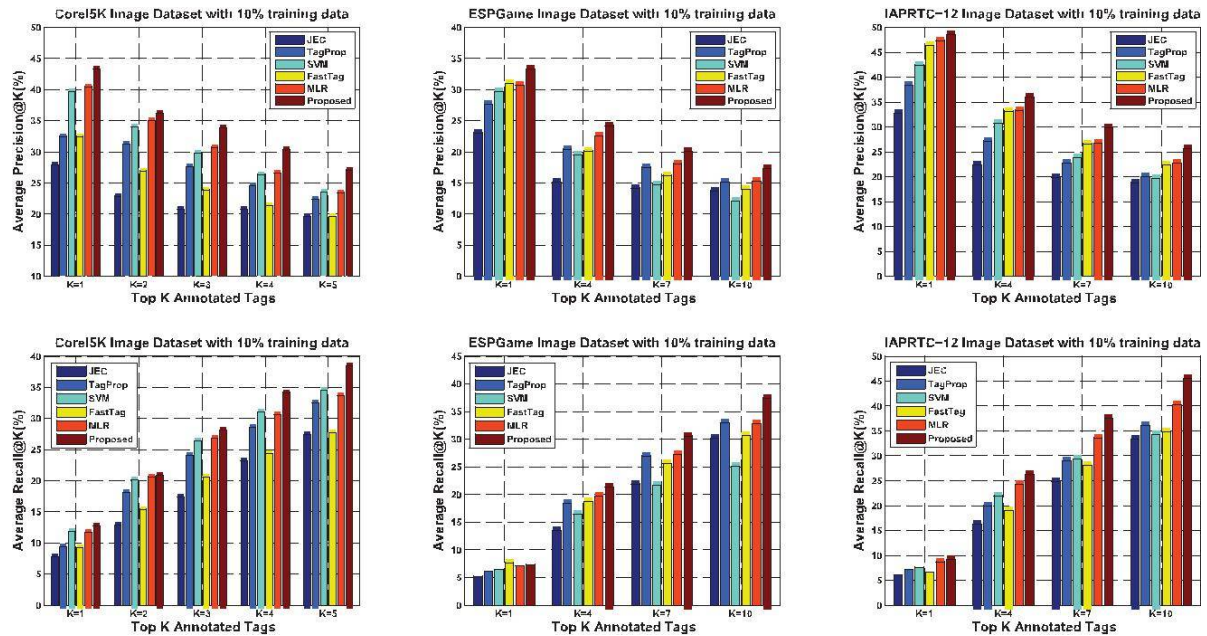 Corel5K Image Dataset with 10% training data
50
45
40
35
30
25
20
15
10
Average Precision@K(%)
JEC
TagProp
SVM
FastTag
MLR
Proposed
K=1 K=2 K=3 K=4 K=5
Top K Annotated Tags
ESPGame Image Dataset with 10% training data
40
35
30
25
20
15
10
5
0
Average Precision@K(%)
JEC
TagProp
SVM
FastTag
MLR
Proposed
K=1 K=4 K=7 K=10
Top K Annotated Tags
IAPRTC-12 Image Dataset with 10% training data
50
45
40
35
30
25
20
15
10
5
0
Average Precision@K(%)
JEC
TagProp
SVM
FastTag
MLR
Proposed
K=1 K=4 K=7 K=10
Top K Annotated Tags
Corel5K Image Dataset with 10% training data
40
35
30
25
20
15
10
5
0
Average Recall@K(%)
JEC
TagProp
SVM
FastTag
MLR
Proposed
K=1 K=2 K=3 K=4 K=5
Top K Annotated Tags
ESPGame Image Dataset with 10% training data
45
40
35
30
25
20
15
10
5
0
Average Recall@K(%)
JEC
TagProp
SVM
FastTag
MLR
Proposed
K=1 K=4 K=7 K=10
Top K Annotated Tags
IAPRTC-12 Image Dataset with 10% training data
50
45
40
35
30
25
20
15
10
5
0
Average Recall@K(%)
JEC
TagProp
SVM
FastTag
MLR
Proposed
K=1 K=4 K=7 K=10
Top K Annotated Tags